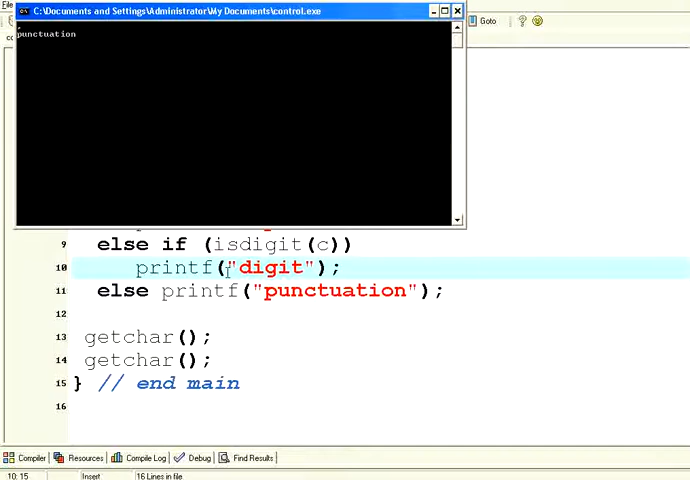 File
C:\Documents and Settings\Administrator\My Documents\control.exe
Goto
punctuation
9 else if (isdigit(c))
10 printf("digit");
11 else printf("punctuation");
12
13 getchar();
14 getchar();
15 } // end main
16
Compiler Resources Compile Log Debug Find Results
10: 15 Insert 16 Lines in file